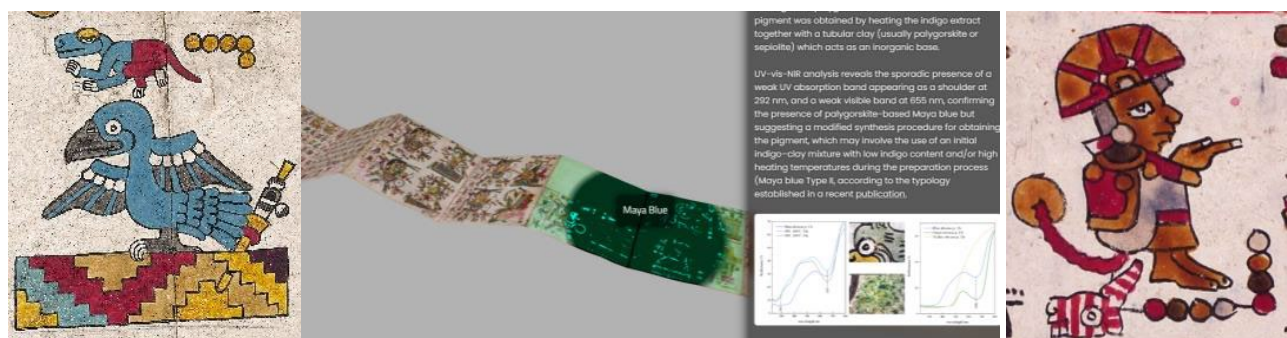 Maya Blue
pigment was obtained by heating the indigo extract
together with a tubular clay (usually polygorskite or
sepiolite) which acts as an inorganic base.
UV-vis-NIR analysis reveals the sporadic presence of a
weak UV absorption band appearing as a shoulder at
292 nm, and a weak visible band at 655 nm, confirming
the presence of palygorskite-based Maya blue but
suggesting a modified synthesis procedure for obtaining
the pigment, which may involve the use of an initial
indigo-clay mixture with low indigo content and/or high
heating temperatures during the preparation process
(Maya blue Type II, according to the typology
established in a recent publication.